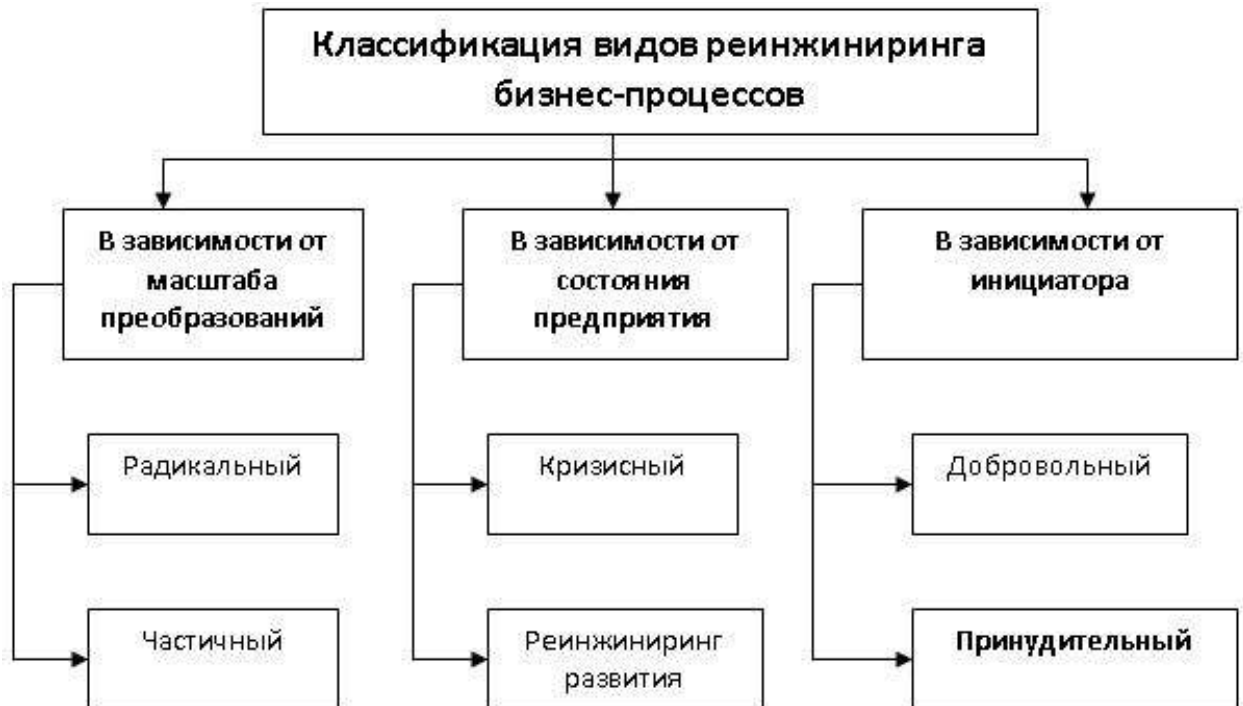 Классификация видов реинжиниринга
бизнес-процессов
В зависимости от
масштаба
преобразований
В зависимости от
состояния
предприятия
В зависимости от
инициатора
Радикальный
Кризисный
Добровольный
Частичный
Реинжиниринг
развития
Принудительный